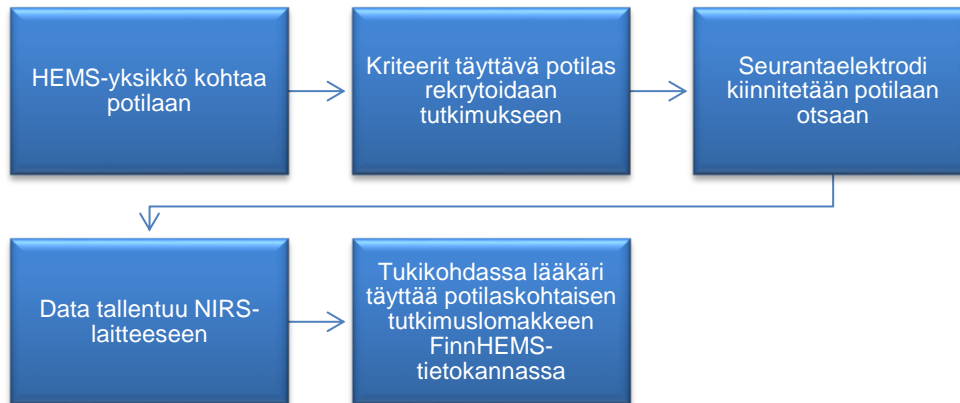 HEMS-yksikkö kohtaa
potilaan
Kriteerit täyttävä potilas
rekrytoidaan
tutkimukseen
Seurantaelektrodi
kiinnitetään potilaan
otsaan
Data tallentuu NIRS-
laitteeseen
Tukikohdassa lääkäri
täyttää potilaskohtaisen
tutkimuslomakkeen
FinnHEMS-
tietokannassa